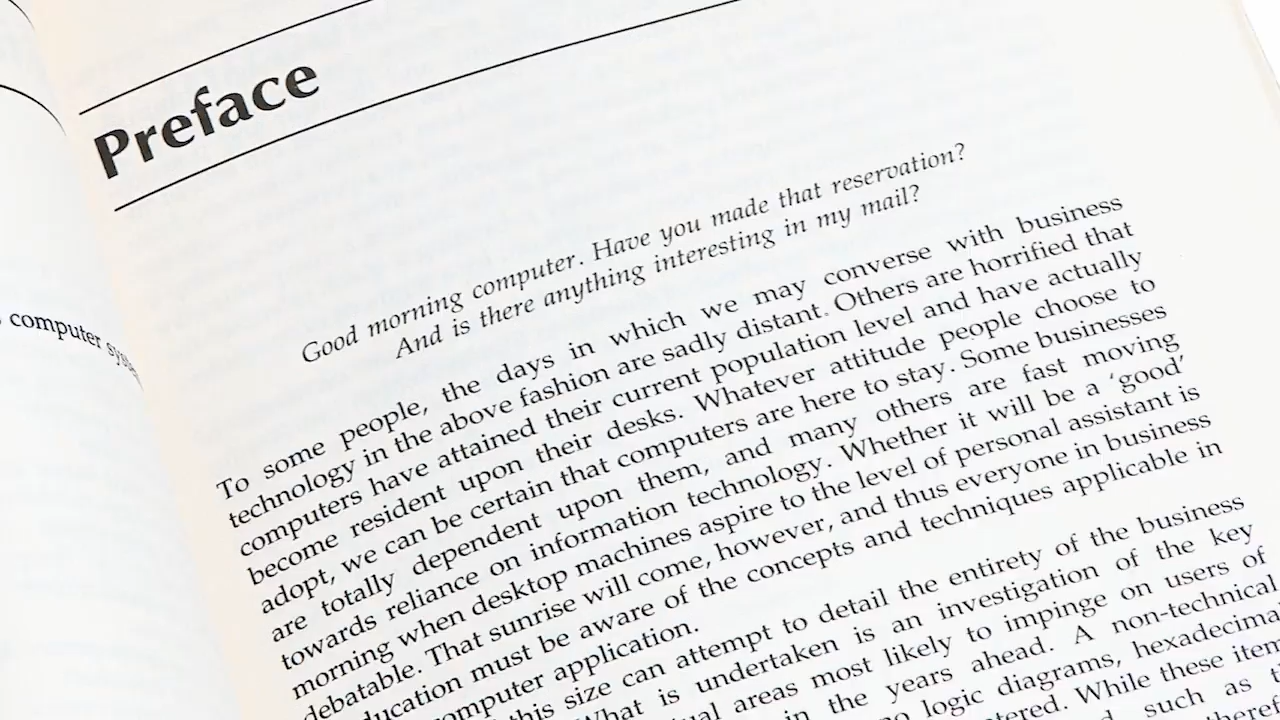 computer
Preface
Good morning computer. Have you made that reservation?
And is there anything interesting in my mail?
To some people, the days in which we may converse with business
technology in the above fashion are sadly distant. Others are horrified that
computers have attained their current population level and have actually
become resident upon their desks. Whatever attitude people choose to
adopt, we can be certain that computers are here to stay. Some businesses
are totally dependent upon them, and many others are fast moving
towards reliance on information technology. Whether it will be a ‘good’
morning when desktop machines aspire to the level of personal assistant is
debatable. That sunrise will come, however, and thus everyone in business
must be aware of the concepts and techniques applicable in
application.
this size can attempt to detail the entirety of the business
What is undertaken is an investigation of the key
areas most likely to impinge on users of
in the years ahead. A non-technical
logic diagrams, hexadecimal
While these
such as